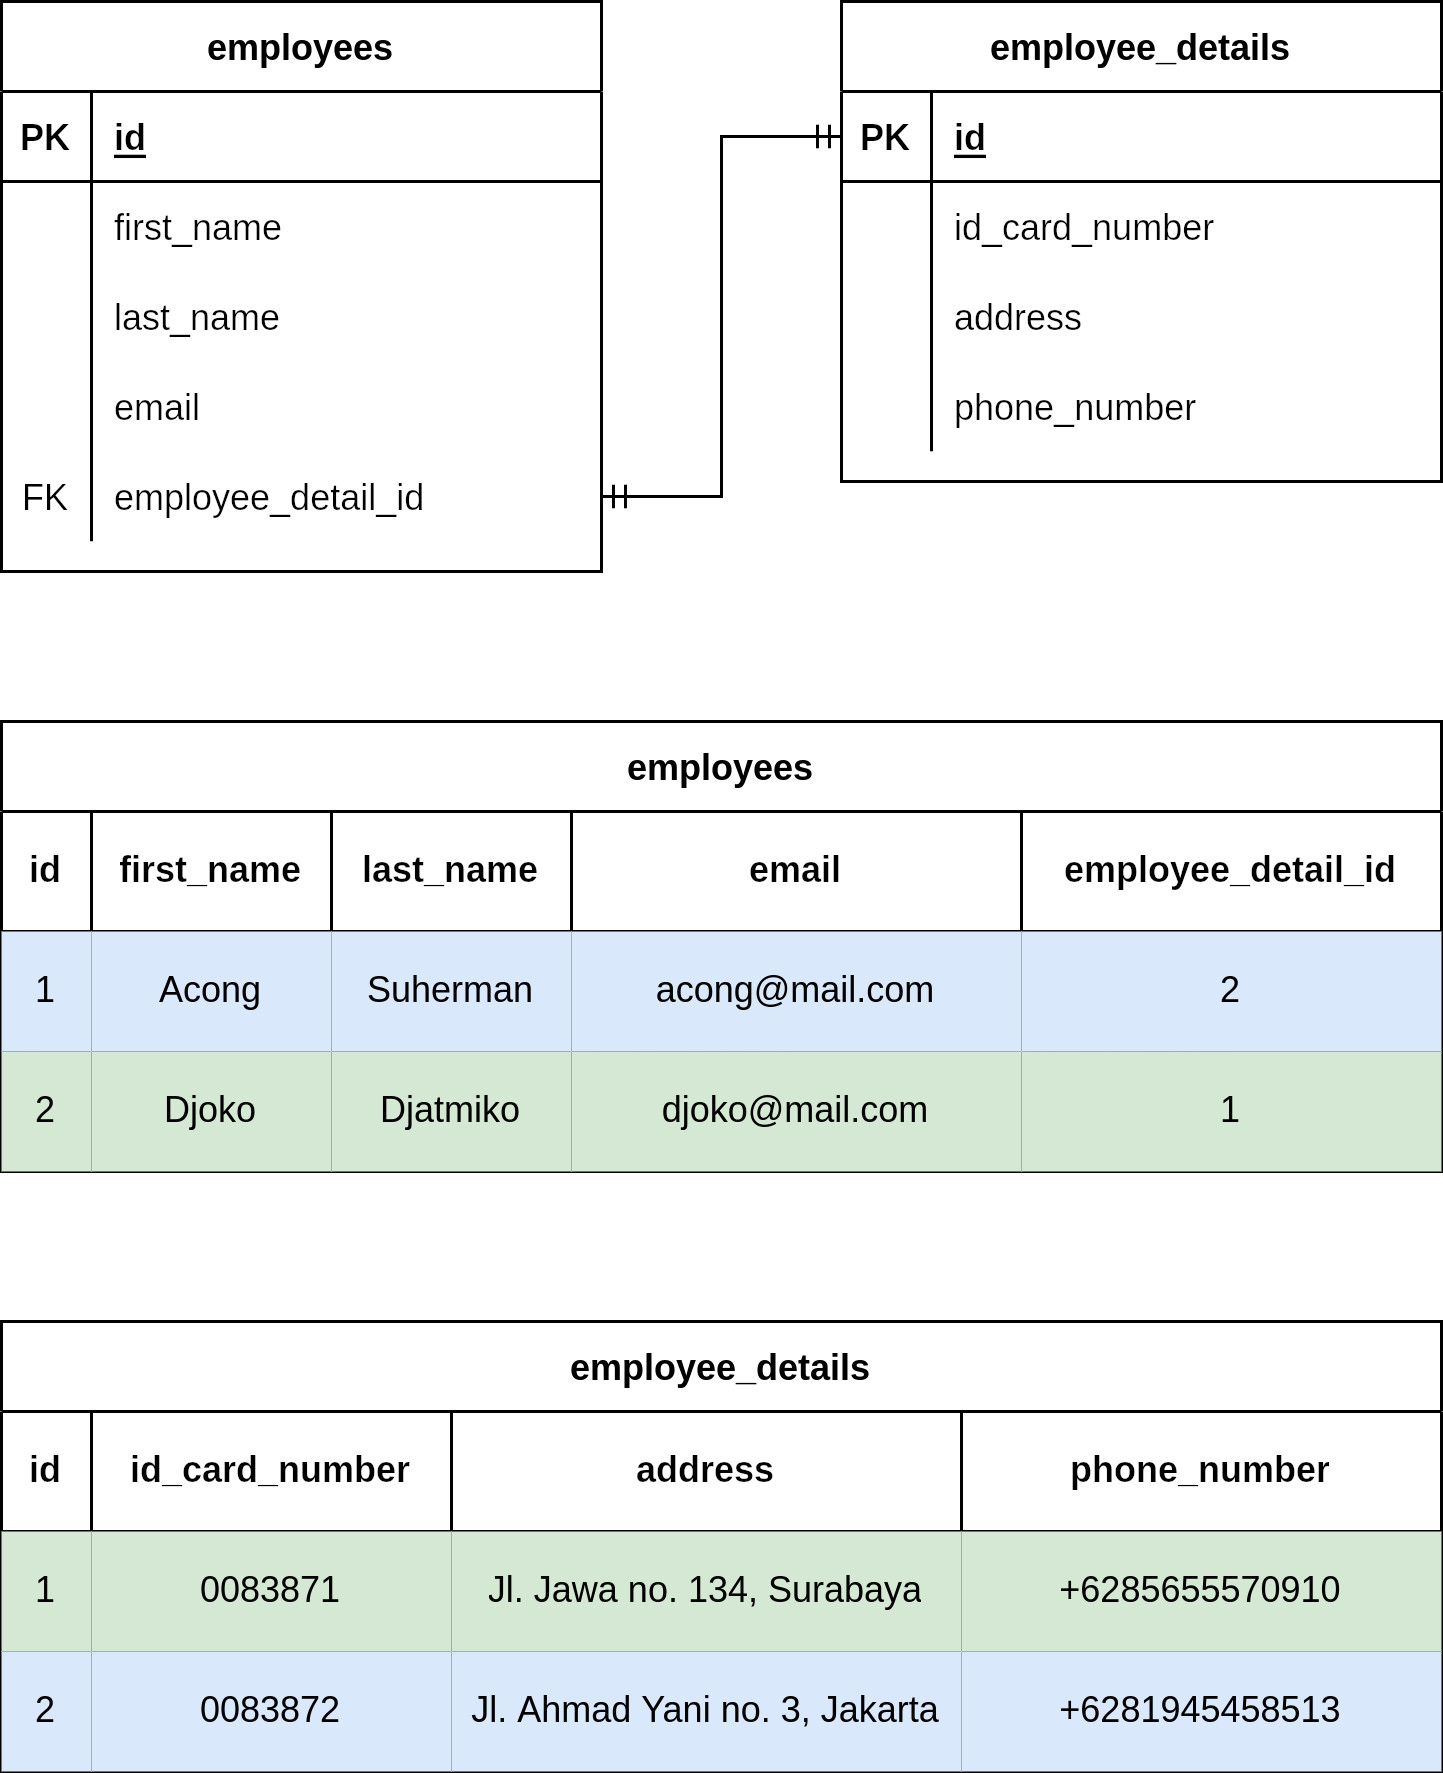 employees
PK id
first_name
last_name
email
FK employee_detail_id
employee_details
PK id
id_card_number
address
phone_number
employees
id first_name last_name email employee_detail_id
1 Acong Suherman acong@mail.com 2
2 Djoko Djatmiko djoko@mail.com 1
employee_details
id id_card_number address phone_number
1 0083871 Jl. Jawa no. 134, Surabaya +6285655570910
2 0083872 Jl. Ahmad Yani no. 3, Jakarta +6281945458513